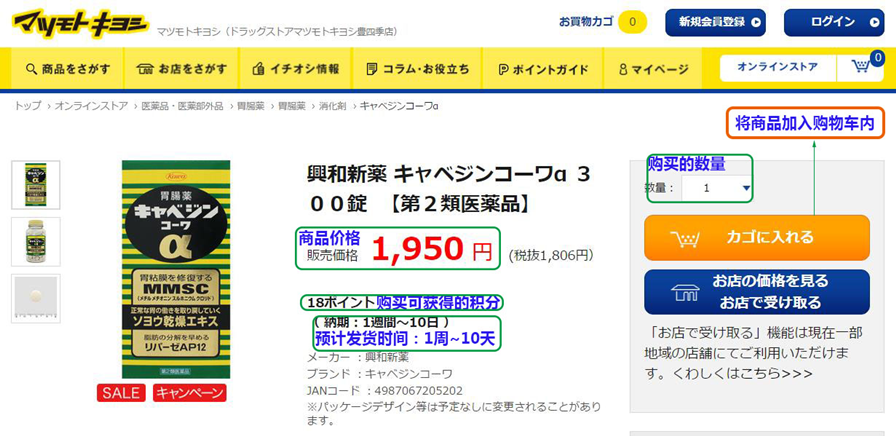 マツモトキヨシ
マツモトキヨシ（ドラッグストアマツモトキヨシ豊四季店）
お買物カゴ 0
新規会員登録
ログイン
商品をさがす
お店をさがす
イチオシ情報
コラム・お役立ち
ポイントガイド
マイページ
オンラインストア
0
トップ › オンラインストア › 医薬品・医薬部外品 › 胃腸薬 › 胃腸薬 › 消化剤 › キャベジンコーワα
将商品加入购物车内
Kowa
胃腸薬
キャベジン
コーワ
α
胃粘膜を修復する
MMSC
(メチルメチオニンスルホニウムクロリド)
正常な胃の働きを取り戻していく
ソヨウ乾燥エキス
脂肪の分解を早める
リパーゼAP12
第2類医薬品
SALE
キャンペーン
興和新薬 キャベジンコーワα ３
００錠　【第２類医薬品】
商品价格
販売価格 1,950 円 (税抜1,806円)
18ポイント购买可获得的积分
( 納期：1週間～10日 )
预计发货时间：1周~10天
メーカー ：興和新薬
ブランド ：キャベジンコーワ
JANコード ：4987067205202
※パッケージデザイン等は予定なしに変更されることがあり
ます。
购买的数量
数量： 1
カゴに入れる
お店の価格を見る
お店で受け取る
「お店で受け取る」機能は現在一部
地域の店舗にてご利用いただけま
す。くわしくはこちら>>>